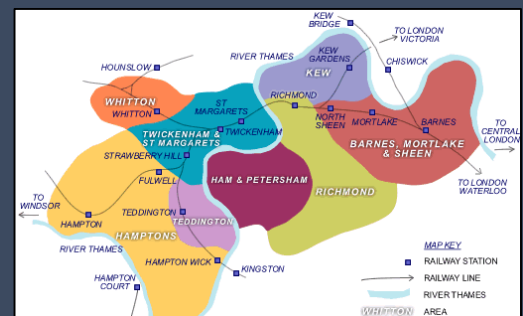 KEW
BRIDGE
TO LONDON
VICTORIA
RIVER THAMES
KEW
GARDENS
CHISWICK
HOUNSLOW
KEW
ST
MARGARETS
RICHMOND
WHITTON
WHITTON
NORTH
SHEEN
MORTLAKE
BARNES
TWICKENHAM &
ST MARGARETS
TWICKENHAM
TO
CENTRAL
LONDON
BARNES, MORTLAKE
& SHEEN
STRAWBERRY HILL
FULWELL
HAM & PETERSHAM
RICHMOND
TO LONDON
WATERLOO
TO
WINDSOR
HAMPTON
TEDDINGTON
TEDDINGTON
HAMPTONS
RIVER THAMES
HAMPTON WICK
KINGSTON
HAMPTON
COURT
MAP KEY
RAILWAY STATION
RAILWAY LINE
RIVER THAMES
WHITTON AREA